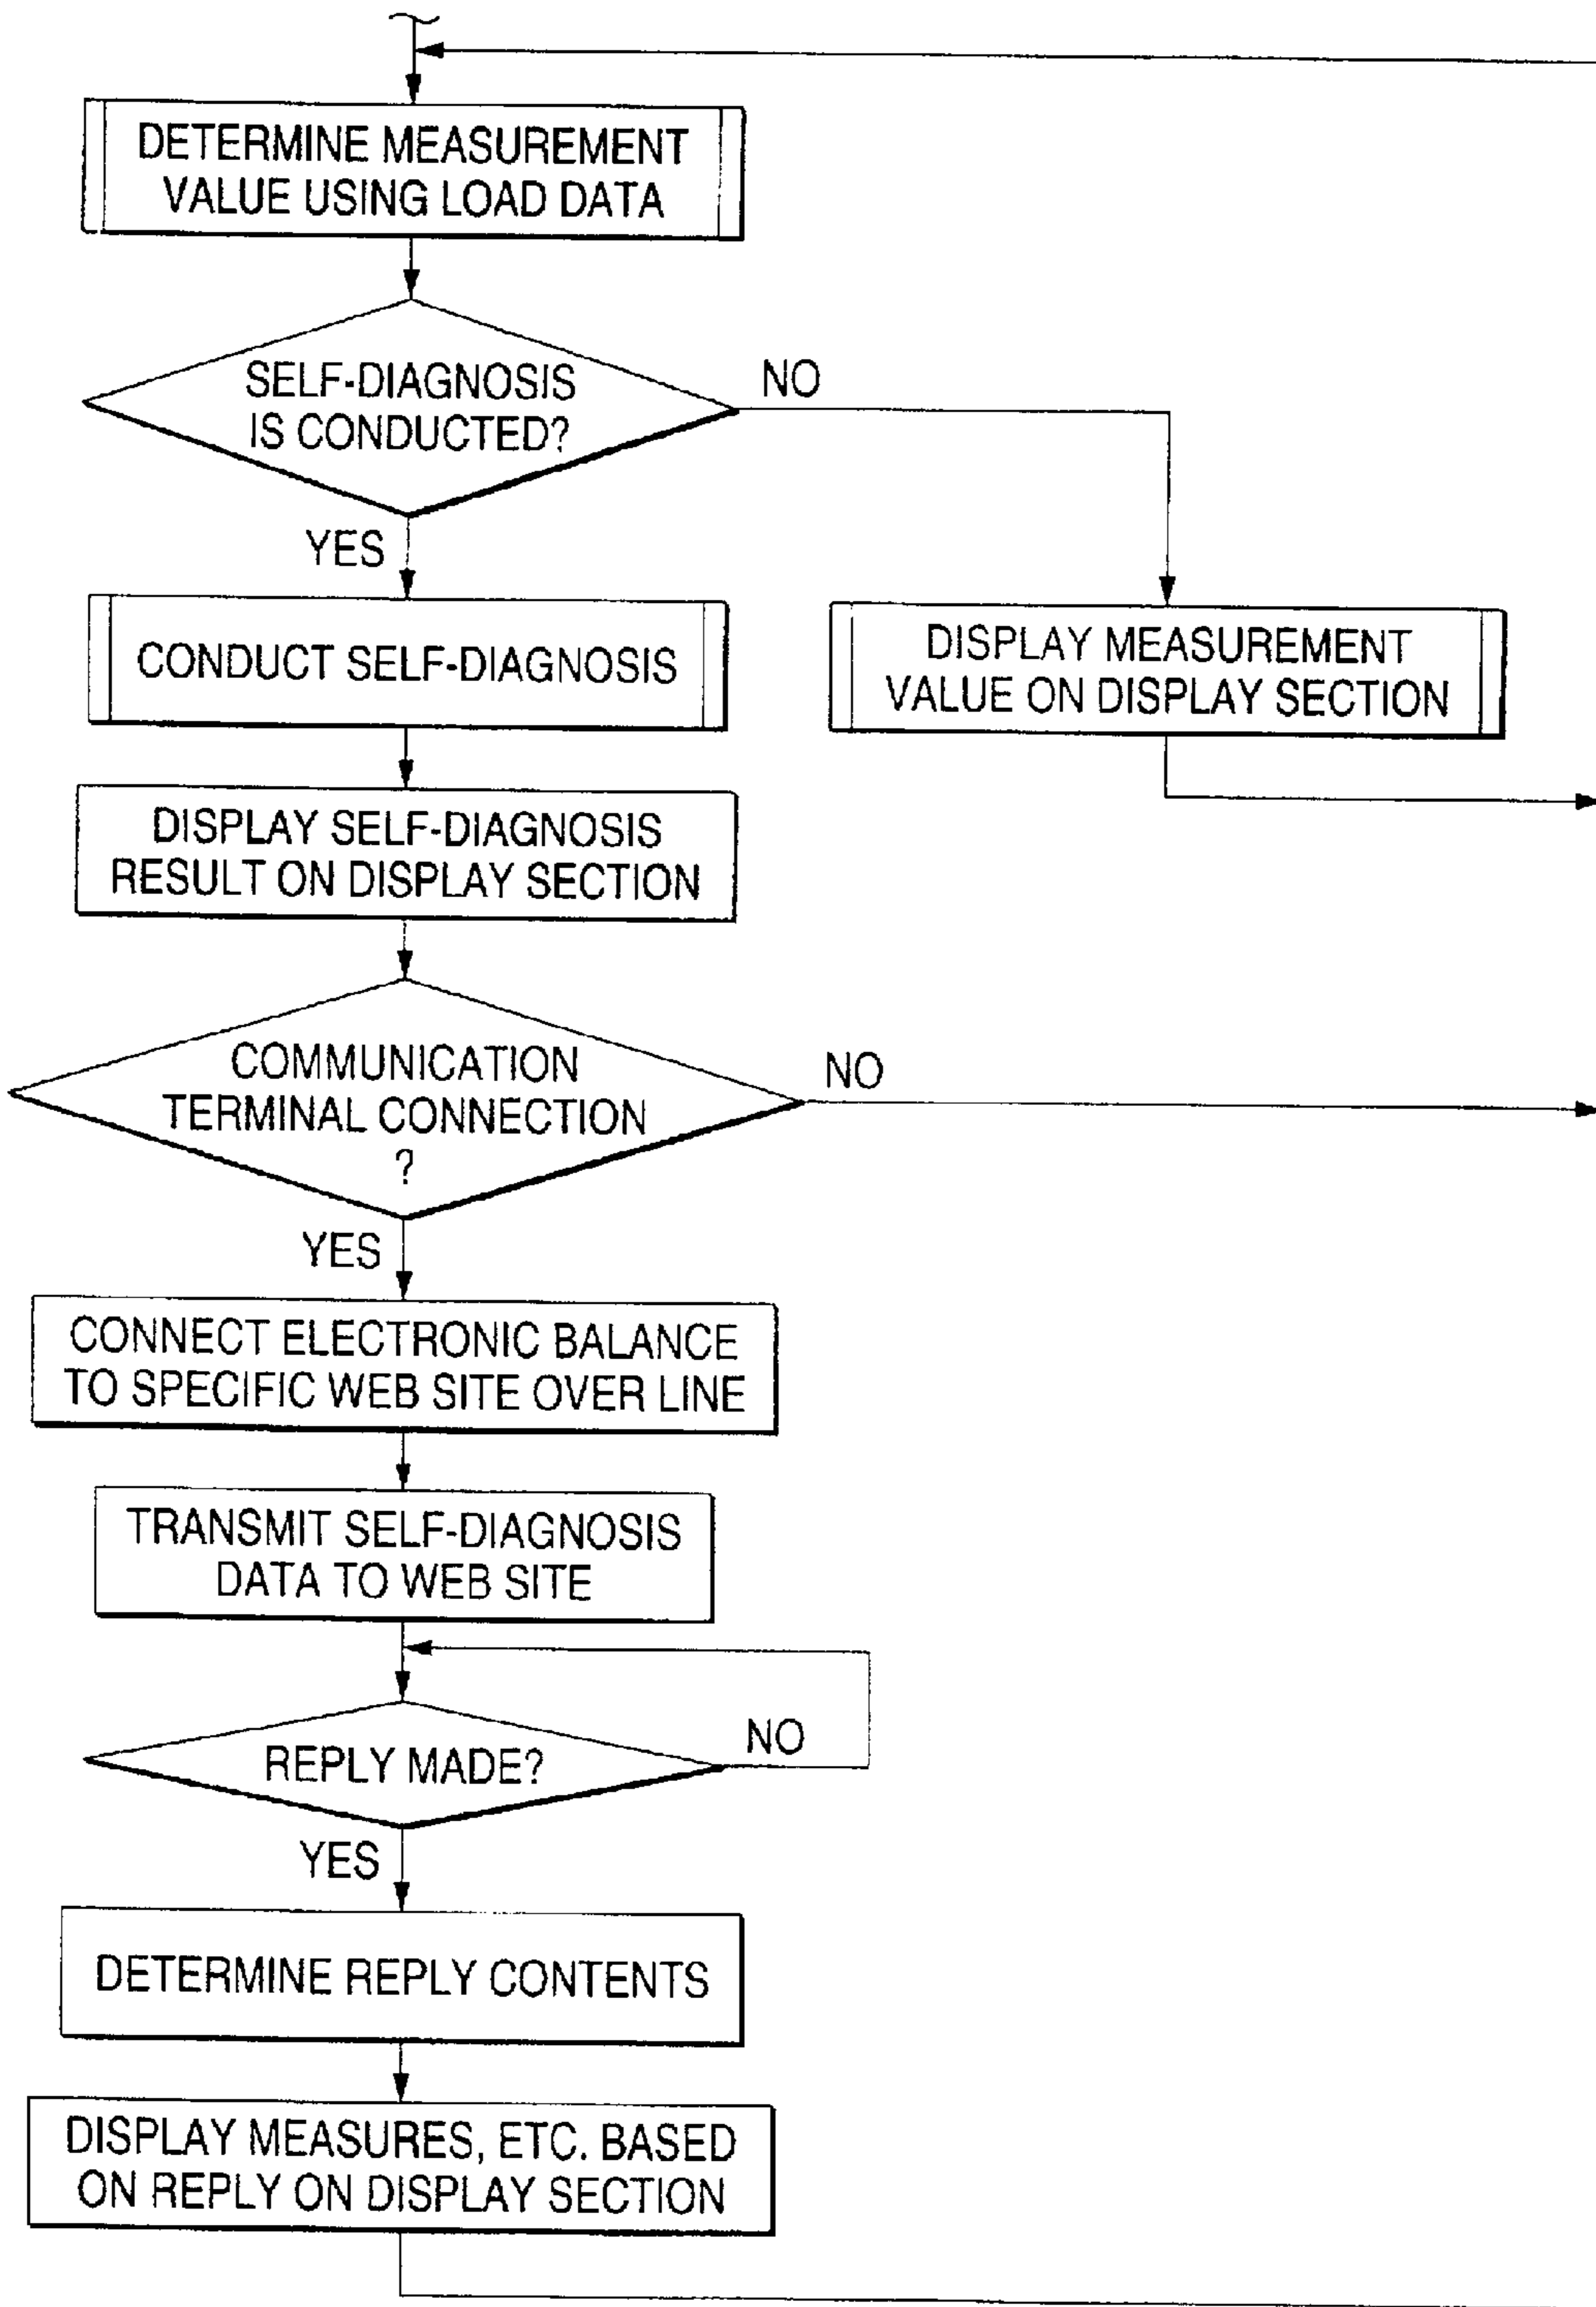 DETERMINE MEASUREMENT
VALUE USING LOAD DATA
SELF-DIAGNOSIS
IS CONDUCTED?
NO
YES
CONDUCT SELF-DIAGNOSIS
DISPLAY MEASUREMENT
VALUE ON DISPLAY SECTION
DISPLAY SELF-DIAGNOSIS
RESULT ON DISPLAY SECTION
COMMUNICATION
TERMINAL CONNECTION
?
NO
YES
CONNECT ELECTRONIC BALANCE
TO SPECIFIC WEB SITE OVER LINE
TRANSMIT SELF-DIAGNOSIS
DATA TO WEB SITE
REPLY MADE?
NO
YES
DETERMINE REPLY CONTENTS
DISPLAY MEASURES, ETC. BASED
ON REPLY ON DISPLAY SECTION